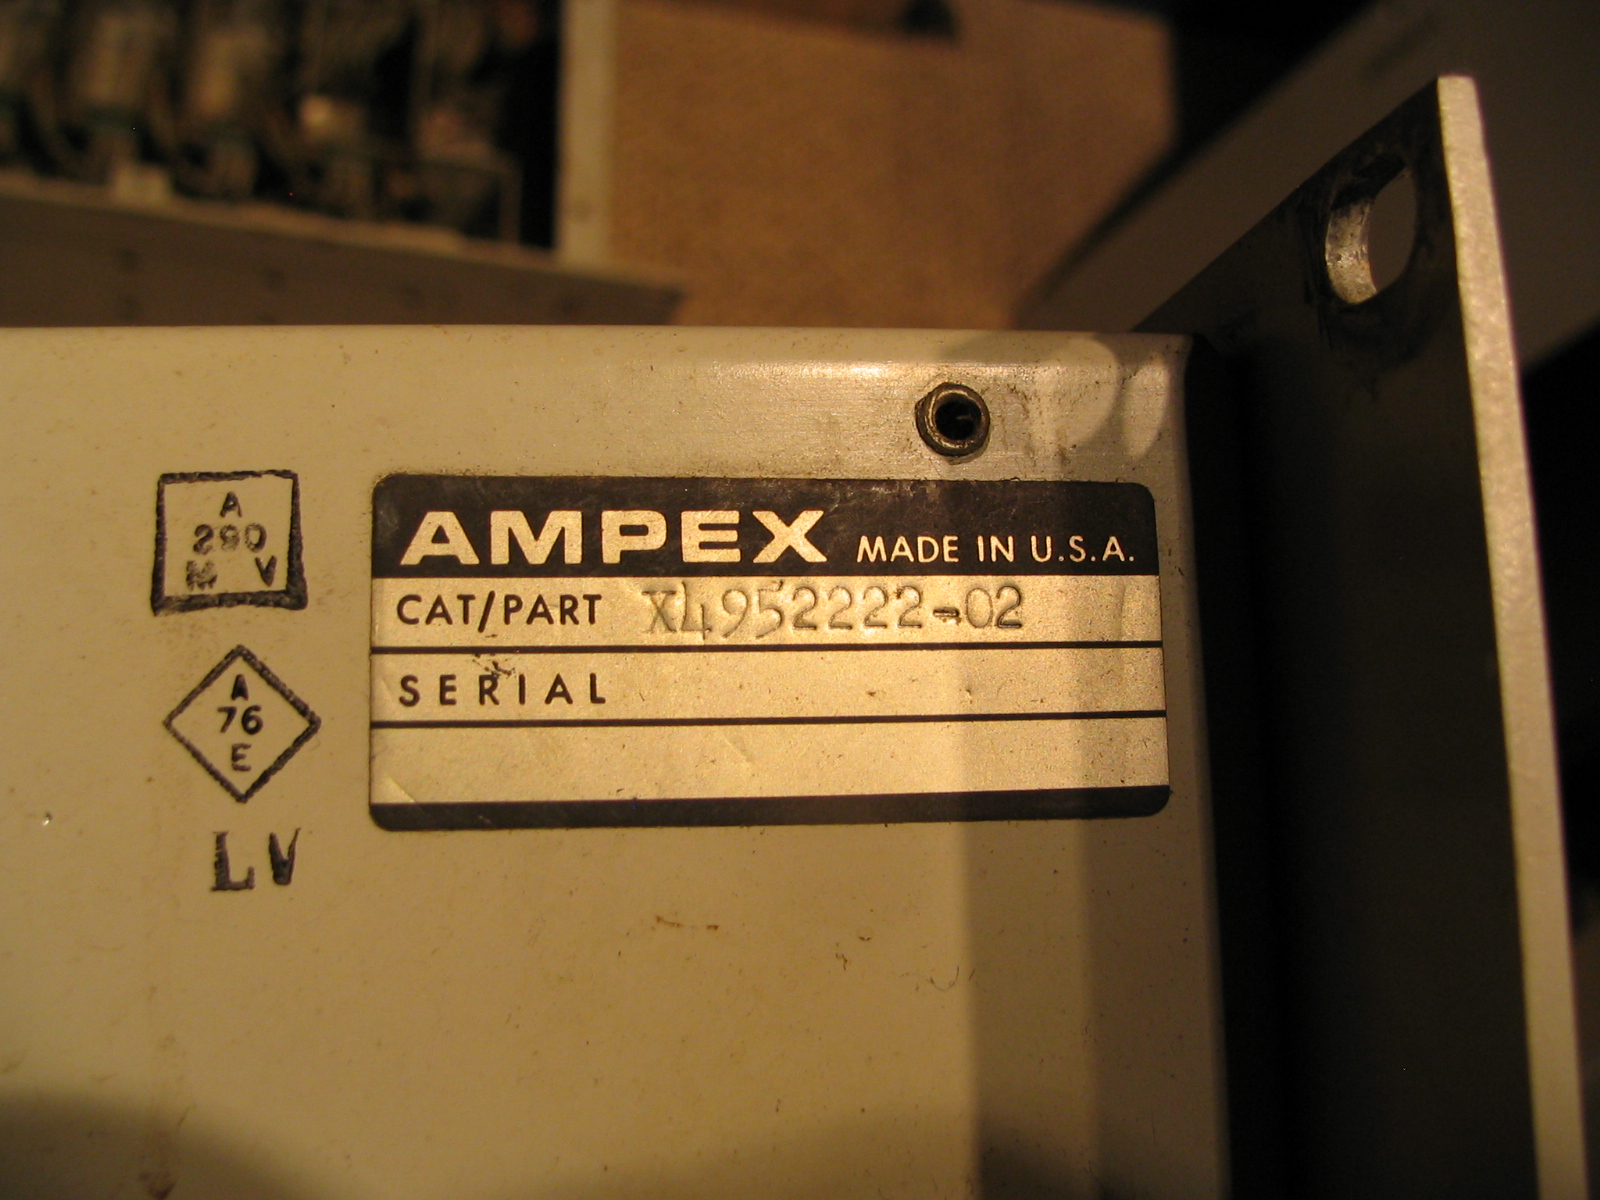 A
290
M V
A
76
E
LV
AMPEX MADE IN U.S.A.
CAT/PART X4952222-02
SERIAL